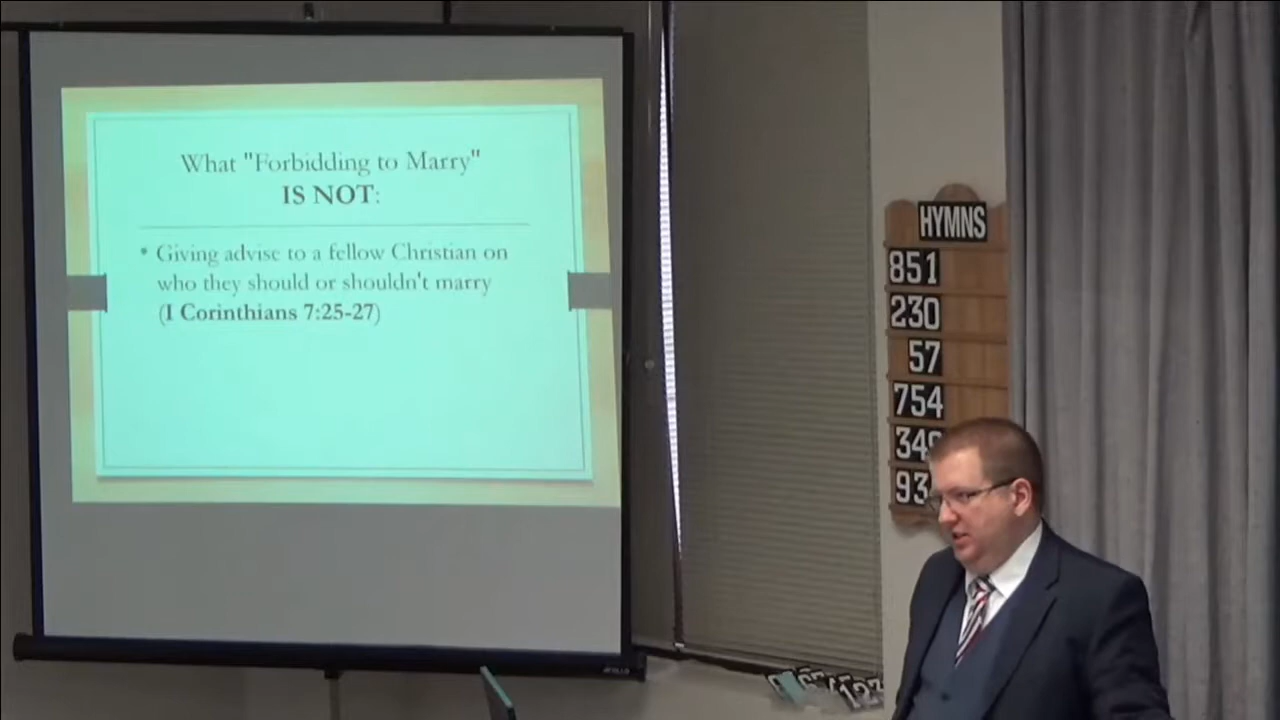 What "Forbidding to Marry"
IS NOT:
* Giving advise to a fellow Christian on
who they should or shouldn't marry
(I Corinthians 7:25-27)
HYMNS
851
230
57
754
34
93